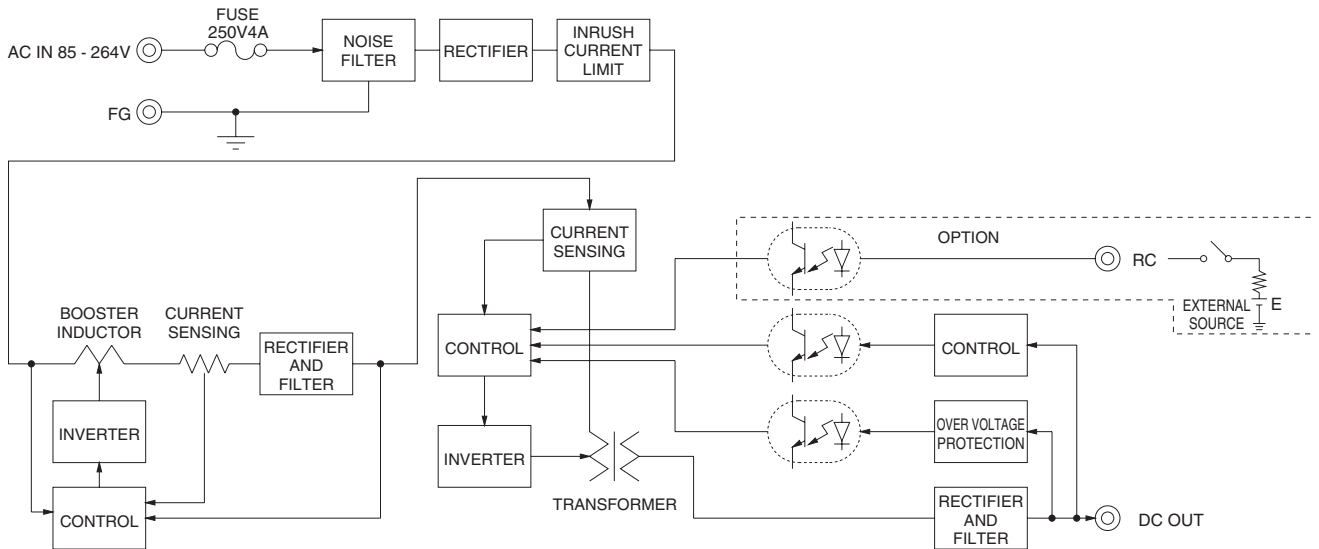 FUSE
250V4A
AC IN 85 - 264V
NOISE
FILTER
RECTIFIER
INRUSH
CURRENT
LIMIT
FG
CURRENT
SENSING
OPTION
RC
E
EXTERNAL
SOURCE
BOOSTER
INDUCTOR
CURRENT
SENSING
RECTIFIER
AND
FILTER
CONTROL
CONTROL
INVERTER
INVERTER
OVER VOLTAGE
PROTECTION
TRANSFORMER
CONTROL
RECTIFIER
AND
FILTER
DC OUT